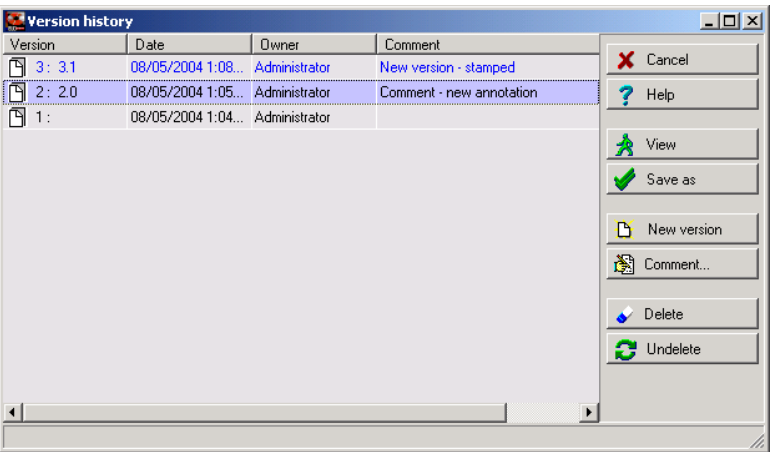 Version history
Version Date Owner Comment
3 : 3.1 08/05/2004 1:08... Administrator New version - stamped
2 : 2.0 08/05/2004 1:05... Administrator Comment - new annotation
1 : 08/05/2004 1:04... Administrator
Cancel
Help
View
Save as
New version
Comment...
Delete
Undelete